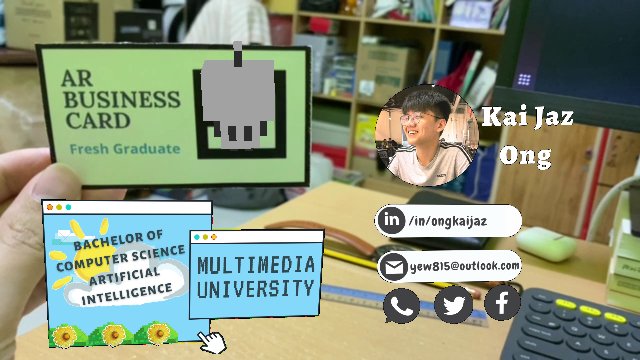 AR
BUSINESS
CARD
Fresh Graduate
Kai Jaz
Ong
in /in/ongkaijaz
yew815@outlook.com
BACHELOR OF
COMPUTER SCIENCE
ARTIFICIAL
INTELLIGENCE
MULTIMEDIA
UNIVERSITY